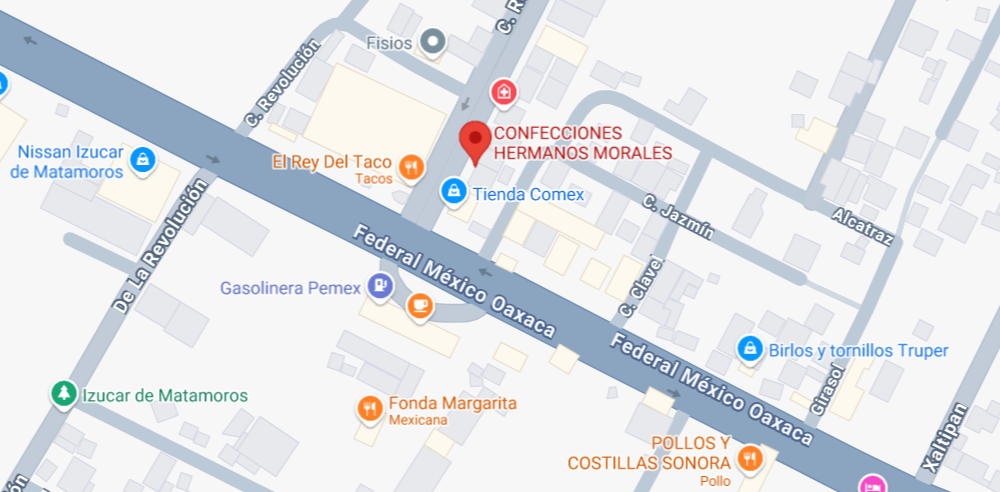 C. R
Fisios
C. Revolución
CONFECCIONES
HERMANOS MORALES
Nissan Izucar
de Matamoros
El Rey Del Taco
Tacos
Tienda Comex
C. Jazmín
Alcatraz
De La Revolución
Federal México Oaxaca
C. Clavel
Gasolinera Pemex
Federal México Oaxaca
Birlos y tornillos Truper
Izucar de Matamoros
Fonda Margarita
Mexicana
Girasol
Xaltipan
POLLOS Y
COSTILLAS SONORA
Pollo
ón